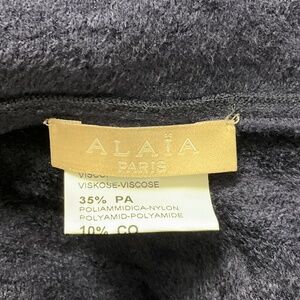 ALAÏA
PARIS
VISKOSE-VISCOSE
35% PA
POLIAMMIDICA-NYLON
POLYAMID-POLYAMIDE
10% CO